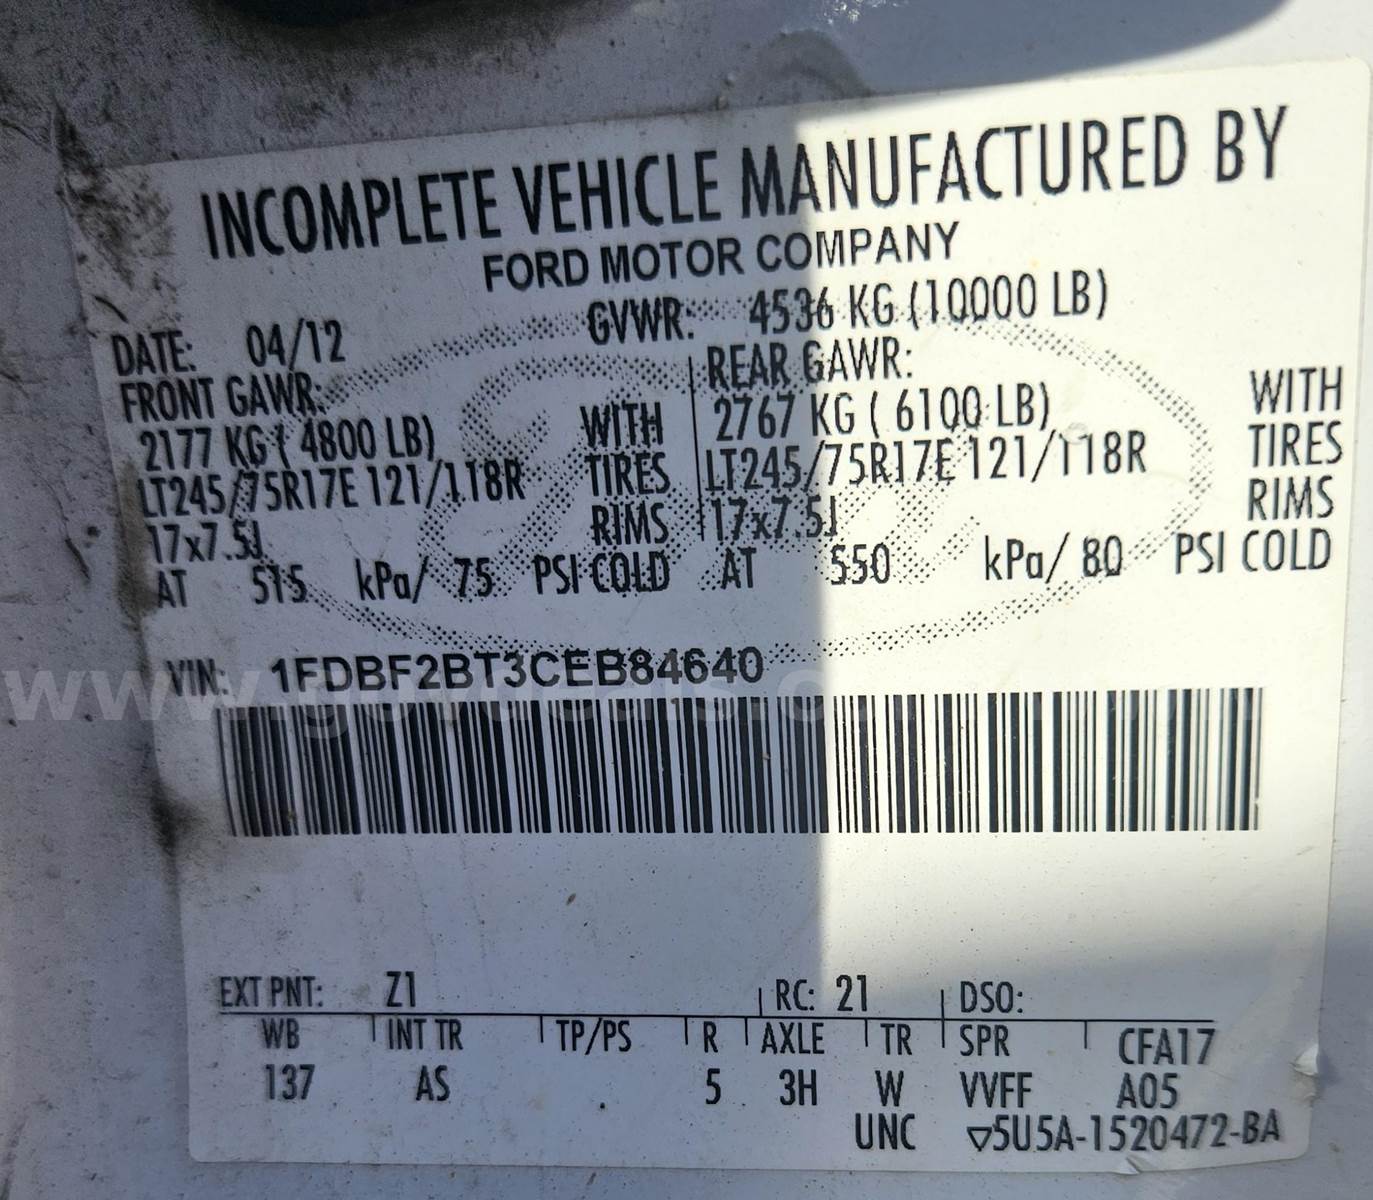 INCOMPLETE VEHICLE MANUFACTURED BY
FORD MOTOR COMPANY
DATE: 04/12 GVWR: 4536 KG (10000 LB)
FRONT GAWR: REAR GAWR:
2177 KG ( 4800 LB) WITH 2767 KG ( 6100 LB) WITH
LT245/75R17E 121/118R TIRES LT245/75R17E 121/118R TIRES
17x7.5J RIMS 17x7.5J RIMS
AT 515 kPa/ 75 PSI COLD AT 550 kPa/ 80 PSI COLD
VIN: 1FDBF2BT3CEB84640
EXT PNT: Z1 RC: 21 DSO:
WB INT TR TP/PS R AXLE TR SPR CFA17
137 AS 5 3H W VVFF A05
UNC ▽5U5A-1520472-BA